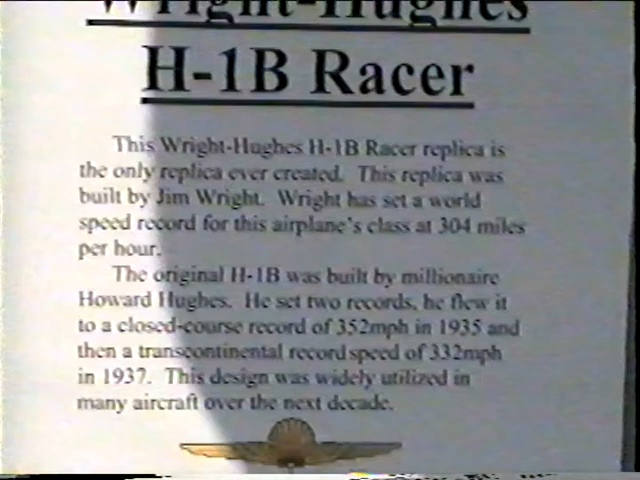 Wright-Hughes
H-1B Racer
This Wright-Hughes H-1B Racer replica is
the only replica ever created. This replica was
built by Jim Wright. Wright has set a world
speed record for this airplane's class at 304 miles
per hour.
The original H-1B was built by millionaire
Howard Hughes. He set two records, he flew it
to a closed-course record of 352mph in 1935 and
then a transcontinental record speed of 332mph
in 1937. This design was widely utilized in
many aircraft over the next decade.